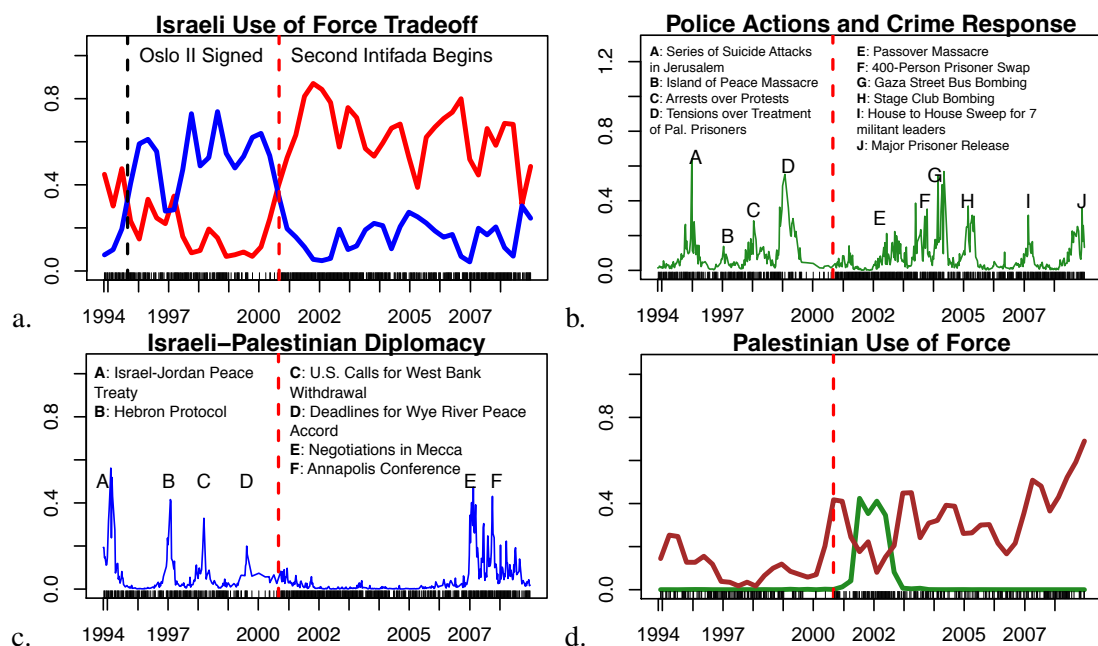 Israeli Use of Force Tradeoff
Oslo II Signed
Second Intifada Begins
0.0 0.4 0.8
1994 1997 2000 2002 2005 2007
a.
Police Actions and Crime Response
A: Series of Suicide Attacks
in Jerusalem
B: Island of Peace Massacre
C: Arrests over Protests
D: Tensions over Treatment
of Pal. Prisoners
E: Passover Massacre
F: 400-Person Prisoner Swap
G: Gaza Street Bus Bombing
H: Stage Club Bombing
I: House to House Sweep for 7
militant leaders
J: Major Prisoner Release
A B C D E F G H I J
0.0 0.4 0.8 1.2
1994 1997 2000 2002 2005 2007
b.
Israeli–Palestinian Diplomacy
A: Israel-Jordan Peace
Treaty
B: Hebron Protocol
C: U.S. Calls for West Bank
Withdrawal
D: Deadlines for Wye River Peace
Accord
E: Negotiations in Mecca
F: Annapolis Conference
A B C D E F
0.0 0.4 0.8
1994 1997 2000 2002 2005 2007
c.
Palestinian Use of Force
0.0 0.4 0.8
1994 1997 2000 2002 2005 2007
d.